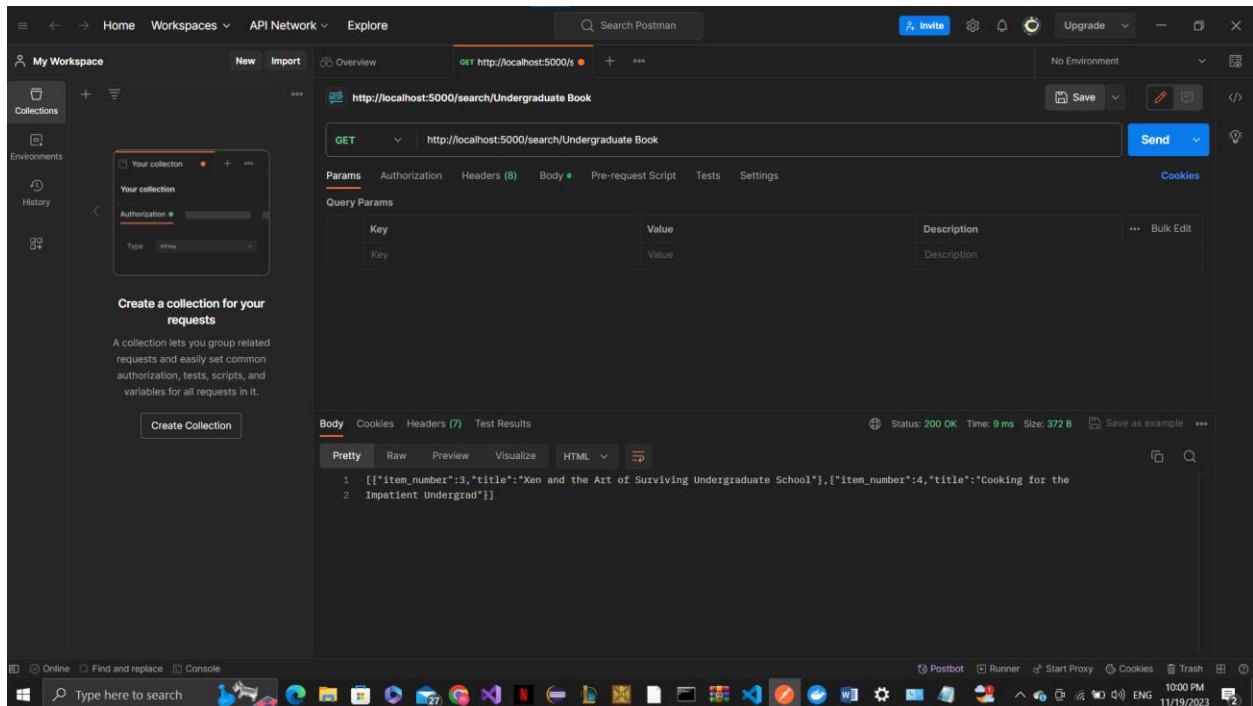 Home Workspaces API Network Explore Search Postman Invite Upgrade
My Workspace New Import Overview GET http://localhost:5000/s No Environment
Collections
Environments
History
Your collecton
Your collection
Authorization
Type
Create a collection for your
requests
A collection lets you group related
requests and easily set common
authorization, tests, scripts, and
variables for all requests in it.
Create Collection
HTTP http://localhost:5000/search/Undergraduate Book Save
GET http://localhost:5000/search/Undergraduate Book Send
Params Authorization Headers (8) Body Pre-request Script Tests Settings Cookies
Query Params
Key Value Description Bulk Edit
Key Value Description
Body Cookies Headers (7) Test Results Status: 200 OK Time: 9 ms Size: 372 B Save as example
Pretty Raw Preview Visualize HTML
1 [{"item_number":3,"title":"Xen and the Art of Surviving Undergraduate School"},{"item_number":4,"title":"Cooking for the
2 Impatient Undergrad"}]
Online Find and replace Console Postbot Runner Start Proxy Cookies Trash
Type here to search 27 ENG 10:00 PM
11/19/2023 2